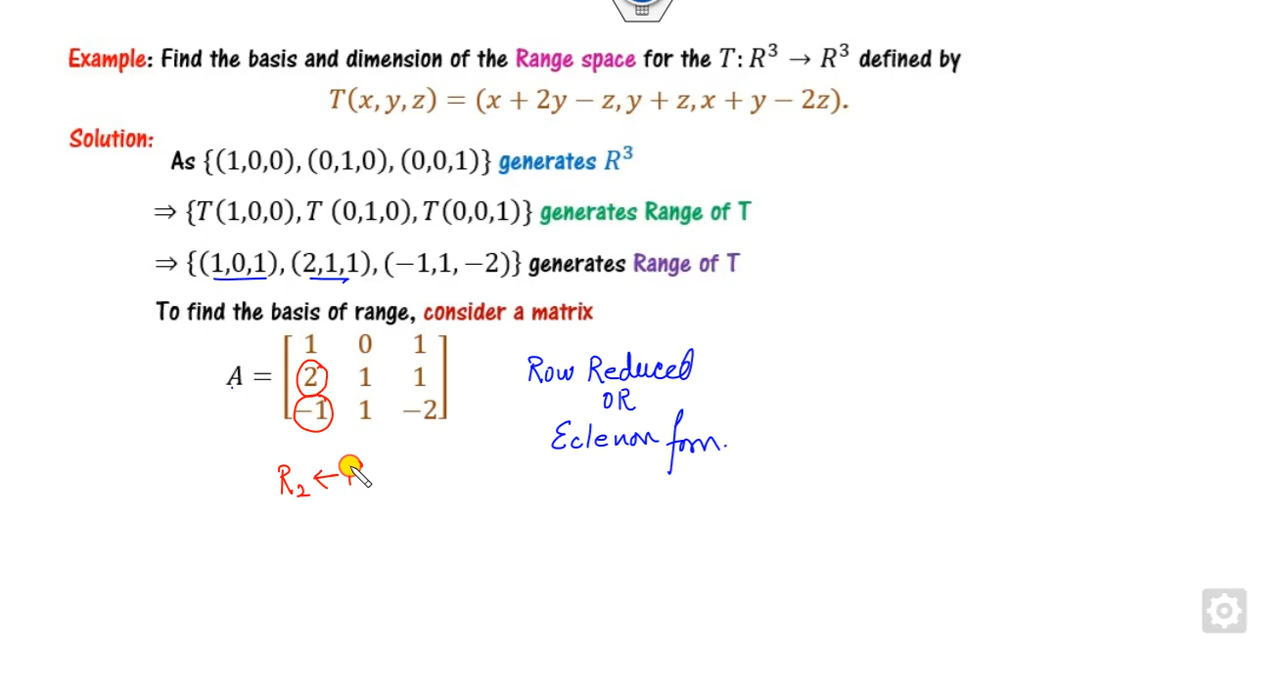 Example: Find the basis and dimension of the Range space for the T: R³ → R³ defined by
T(x, y, z) = (x + 2y − z, y + z, x + y − 2z).
Solution:
As {(1,0,0), (0,1,0), (0,0,1)} generates R³
⇒ {T(1,0,0), T (0,1,0), T(0,0,1)} generates Range of T
⇒ {(1,0,1), (2,1,1), (−1,1, −2)} generates Range of T
To find the basis of range, consider a matrix
A = [1 0 1
2 1 1
−1 1 −2]
Row Reduced
OR
Eclenon form.
R₂ ←